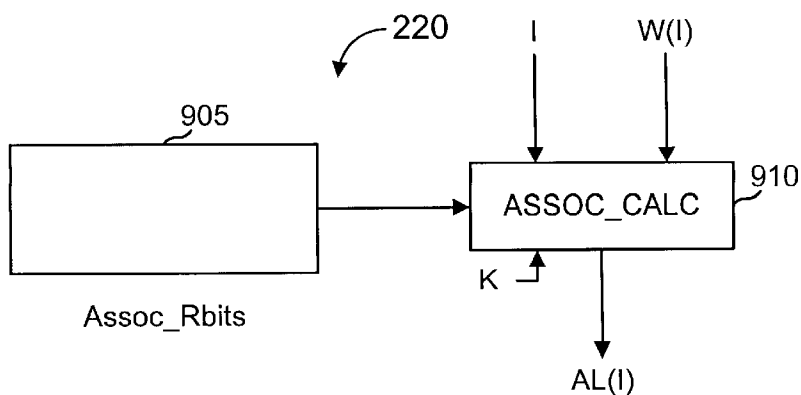 220
I
W(I)
905
ASSOC_CALC
910
K
Assoc_Rbits
AL(I)